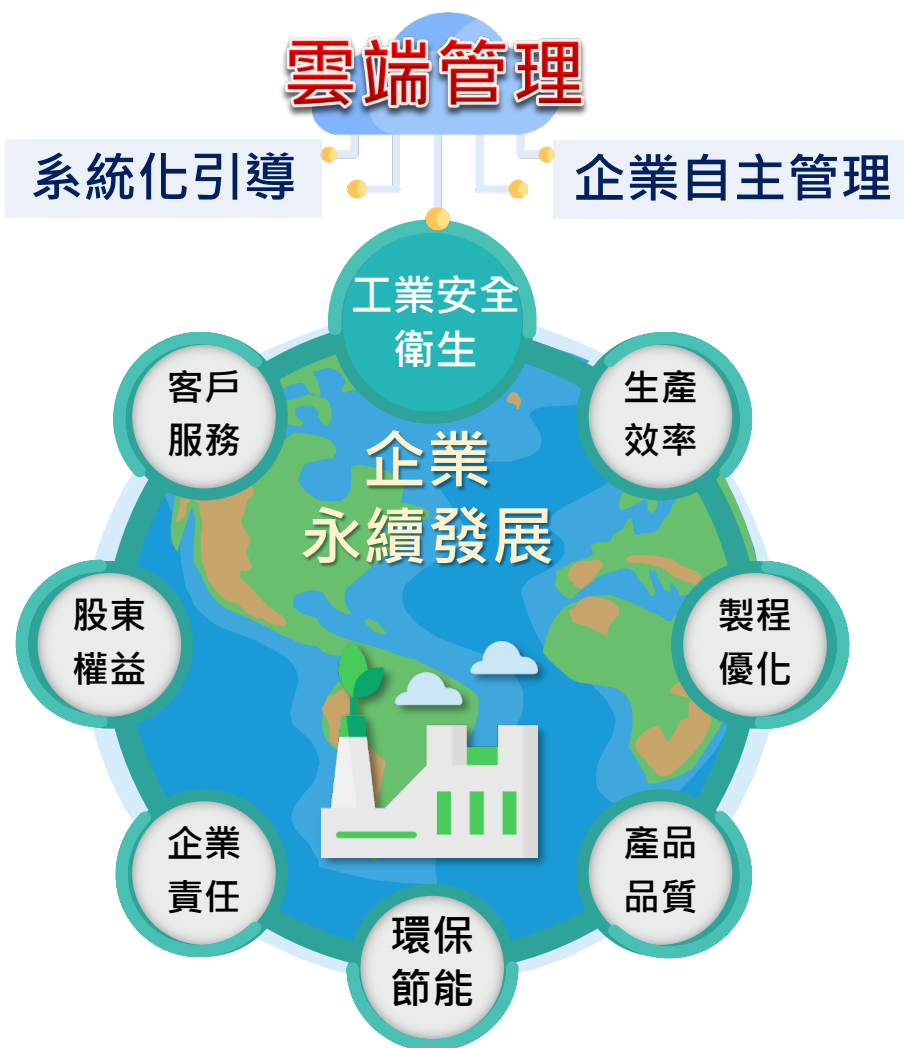 雲端管理
系統化引導
企業自主管理
工業安全
衛生
客戶
服務
生產
效率
企業
永續發展
股東
權益
製程
優化
企業
責任
產品
品質
環保
節能